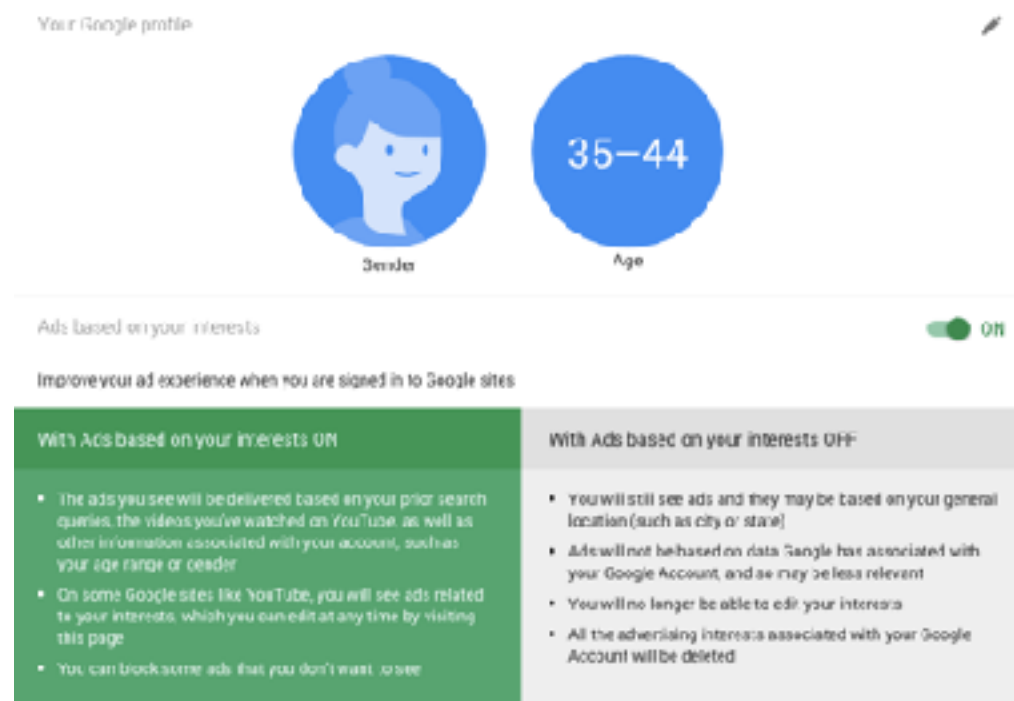 Your Google profile
35–44
Gender
Age
Ads based on your interests
ON
Improve your ad experience when you are signed in to Google sites
With Ads based on your interests ON
The ads you see will be delivered based on your prior search
queries, the videos you've watched on YouTube, as well as
other information associated with your account, such as
your age range or gender
On some Google sites like YouTube, you will see ads related
to your interests, which you can edit at any time by visiting
this page
You can block some ads that you don't want to see
With Ads based on your interests OFF
You will still see ads and they may be based on your general
location (such as city or state)
Ads will not be based on data Google has associated with
your Google Account, and so may be less relevant
You will no longer be able to edit your interests
All the advertising interests associated with your Google
Account will be deleted